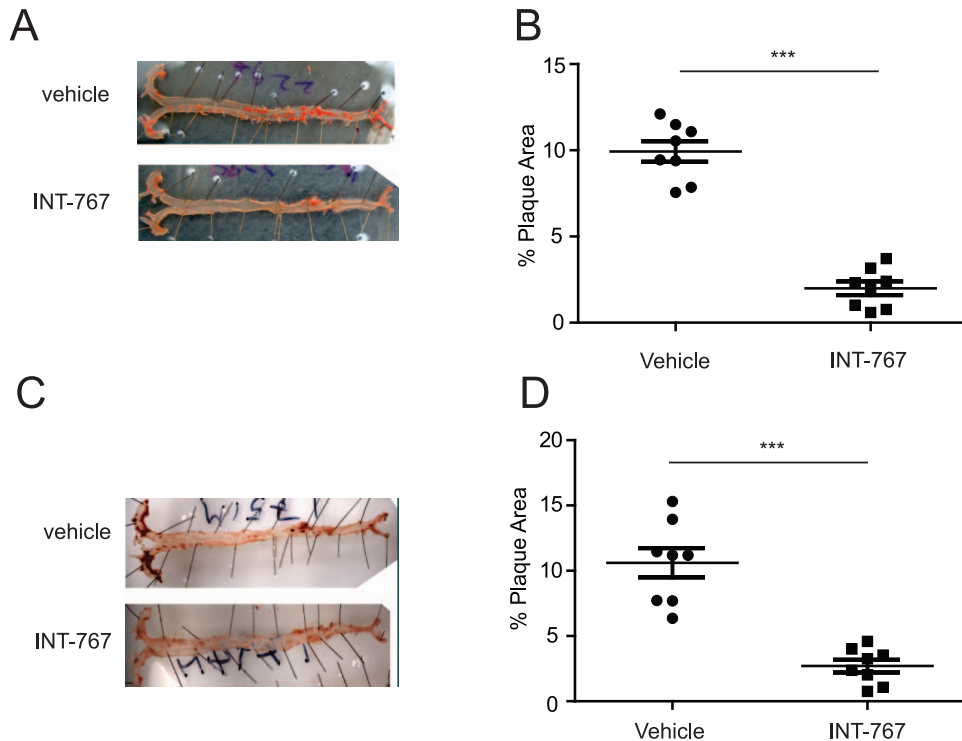 A
vehicle
INT-767
B
***
15
10
5
0
% Plaque Area
Vehicle
INT-767
C
vehicle
INT-767
D
***
20
15
10
5
0
% Plaque Area
Vehicle
INT-767